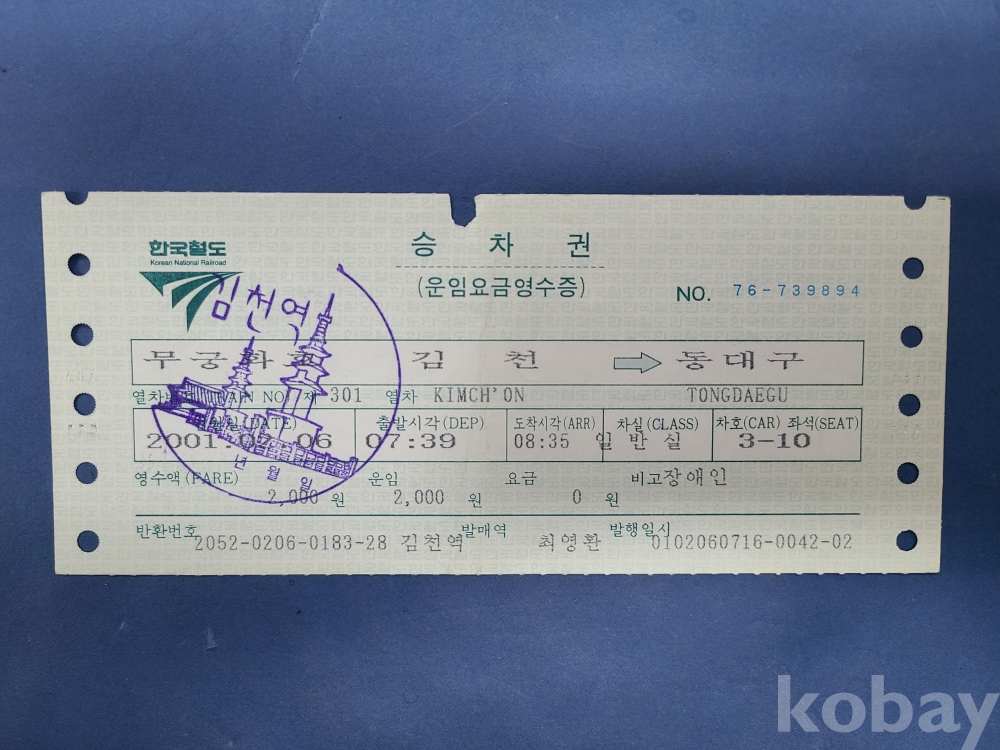 한국철도
Korean National Railroad
승 차 권
(운임요금영수증)
NO. 76-739894
김천역
무궁화호 김 천 → 동대구
열차번호(TRAIN NO) 제 301 열차 KIMCH'ON TONGDAEGU
(DATE) 출발시각(DEP) 도착시각(ARR) 차실(CLASS) 차호(CAR) 좌석(SEAT)
2001. 06 07:39 08:35 일 반 실 3-10
년 월 일
영수액(FARE) 운임 요금 비고 장애인
2,000 원 2,000 원 0 원
반환번호 발매역 발행일시
2052-0206-0183-28 김천역 최영환 0102060716-0042-02
kobay